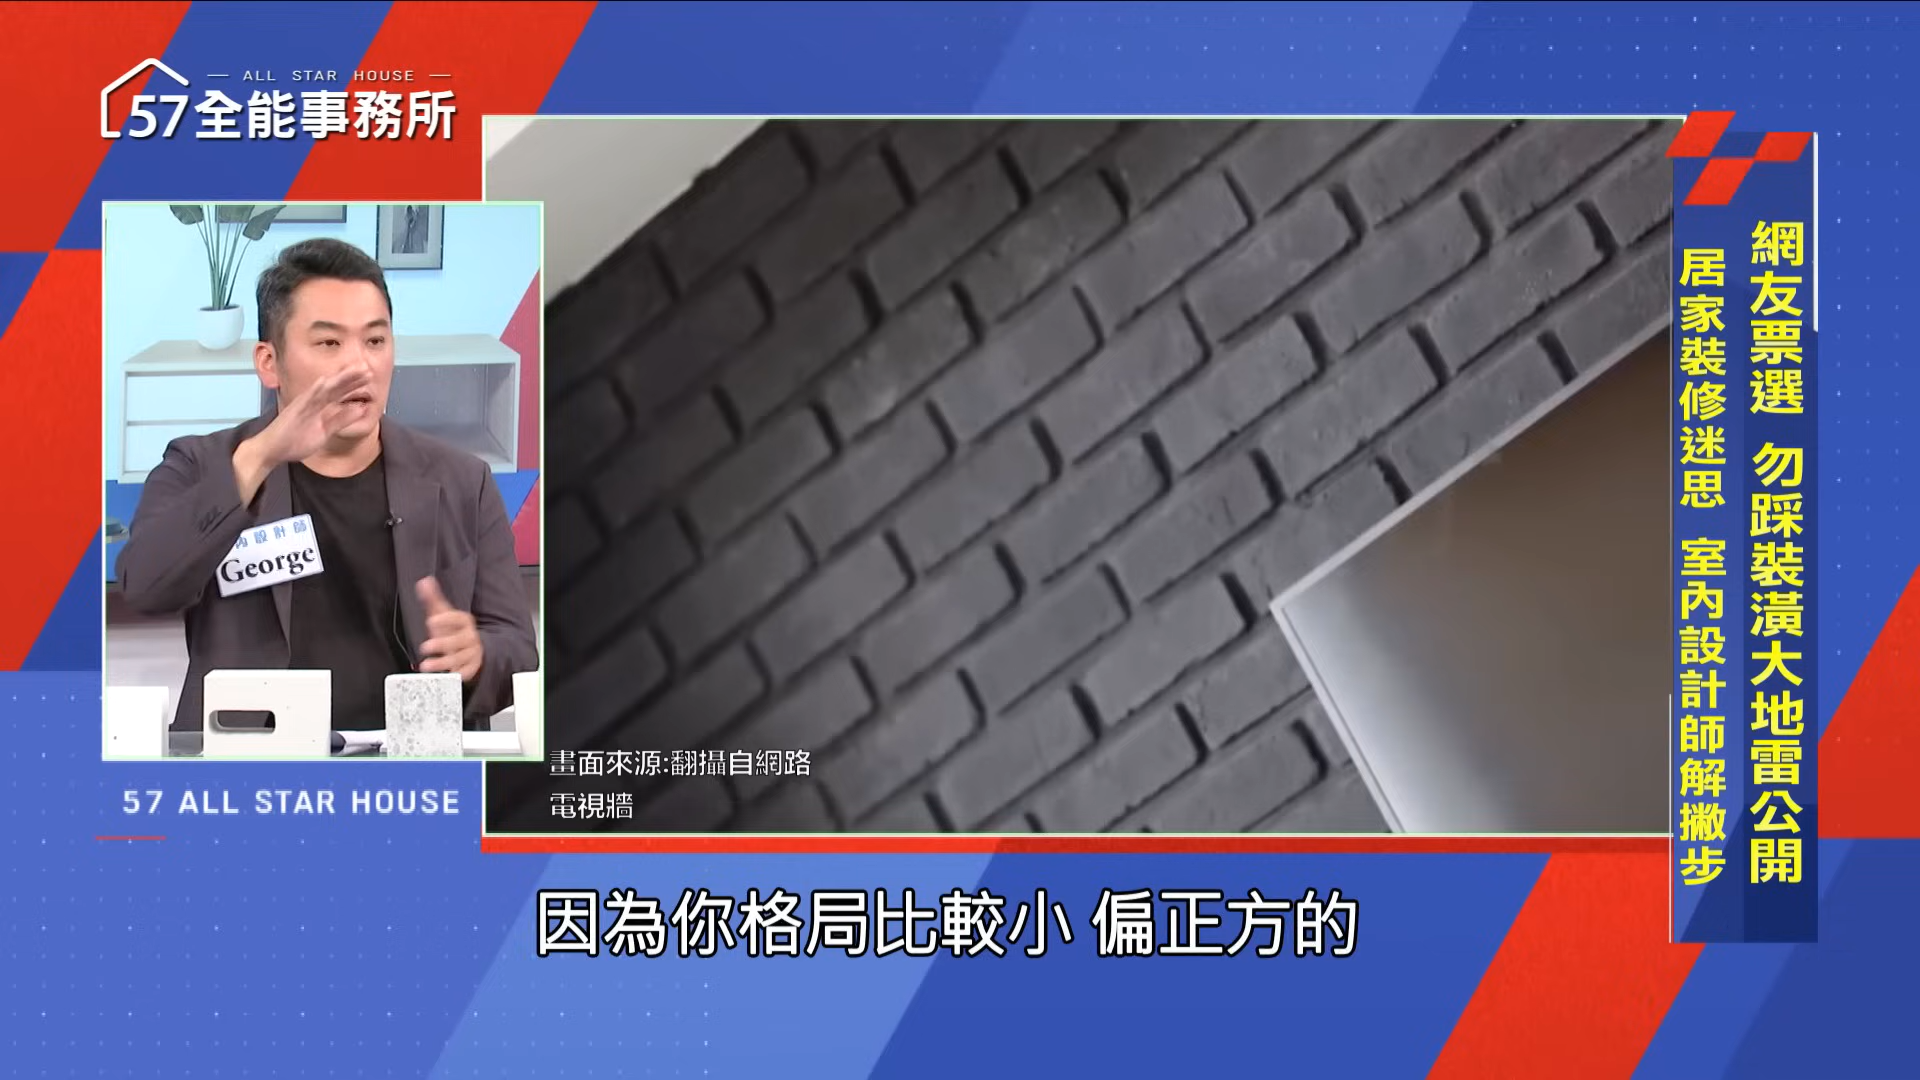 ALL STAR HOUSE
57全能事務所
網友票選 勿踩裝潢大地雷公開
居家裝修迷思 室內設計師解撇步
內設計師
George
畫面來源:翻攝自網路
電視牆
57 ALL STAR HOUSE
因為你格局比較小 偏正方的